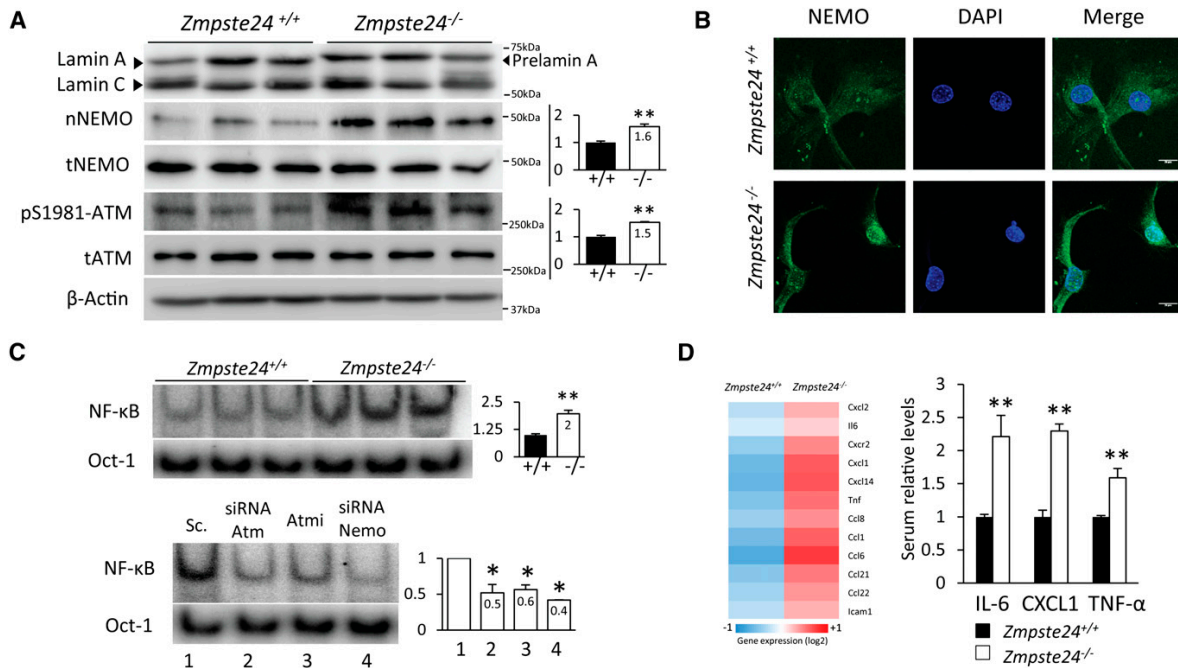 A
Zmpste24 +/+
Zmpste24-/-
Lamin A
75kDa
Prelamin A
Lamin C
50kDa
nNEMO
50kDa
tNEMO
50kDa
pS1981-ATM
250kDa
tATM
250kDa
β-Actin
37kDa
2
1
0
**
1.6
+/+
-/-
2
1
0
**
1.5
+/+
-/-
B
NEMO
DAPI
Merge
Zmpste24 +/+
Zmpste24-/-
C
Zmpste24+/+
Zmpste24-/-
NF-κB
Oct-1
2.5
1.25
0
**
2
+/+
-/-
Sc.
siRNA
Atm
Atmi
siRNA
Nemo
NF-κB
Oct-1
1 2 3 4
1
0.5
0
* * *
0.5 0.6 0.4
1 2 3 4
D
Zmpste24+/+ Zmpste24-/-
Cxcl2
Il6
Cxcr2
Cxcl1
Cxcl14
Tnf
Ccl8
Ccl1
Ccl6
Ccl21
Ccl22
Icam1
-1 +1
Gene expression (log2)
Serum relative levels
3
2.5
2
1.5
1
0.5
0
** ** **
IL-6 CXCL1 TNF-α
Zmpste24+/+
Zmpste24-/-